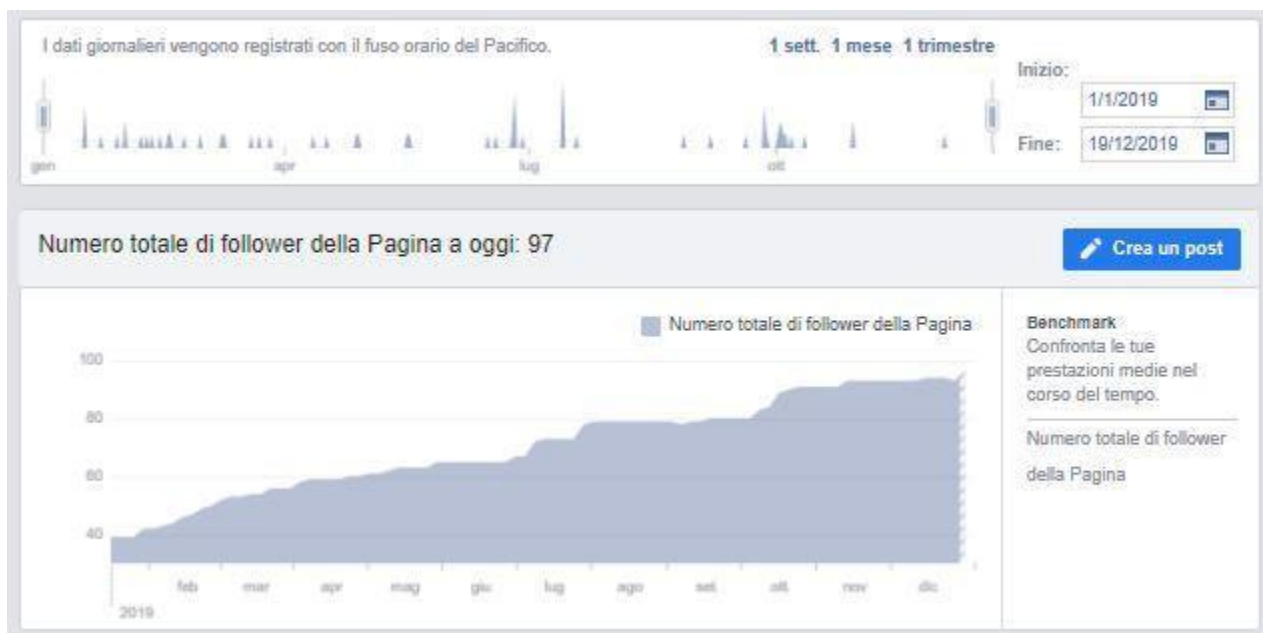 I dati giornalieri vengono registrati con il fuso orario del Pacifico.
1 sett. 1 mese 1 trimestre
Inizio:
1/1/2019
Fine:
19/12/2019
gen apr lug ott
Numero totale di follower della Pagina a oggi: 97
Crea un post
Numero totale di follower della Pagina
100
80
60
40
feb mar apr mag giu lug ago set. ott. nov dic
2019
Benchmark
Confronta le tue
prestazioni medie nel
corso del tempo.
Numero totale di follower
della Pagina